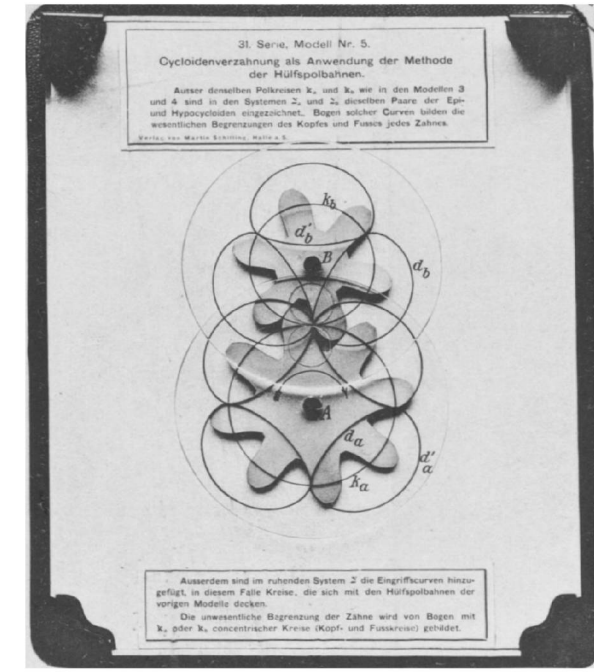 31. Serie, Modell Nr. 5.
Cycloidenverzahnung als Anwendung der Methode
der Hülfspolbahnen.
Ausser denselben Polkreisen kₐ und k_b wie in den Modellen 3
und 4 sind in den Systemen Σₐ und Σ_b dieselben Paare der Epi-
und Hypocycloiden eingezeichnet. Bogen solcher Curven bilden die
wesentlichen Begrenzungen des Kopfes und Fusses jedes Zahnes.
Verlag von Martin Schilling, Halle a. S.
k_b
d'_b
B
d_b
A
d_a
d'_a
k_a
Ausserdem sind im ruhenden System Σ die Eingriffscurven hinzu-
gefügt, in diesem Falle Kreise, die sich mit den Hülfspolbahnen der
vorigen Modelle decken.
Die unwesentliche Begrenzung der Zähne wird von Bogen mit
kₐ oder k_b concentrischer Kreise (Kopf- und Fusskreise) gebildet.